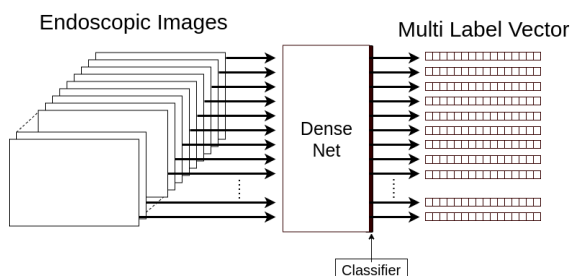 Endoscopic Images
Multi Label Vector
Dense
Net
Classifier